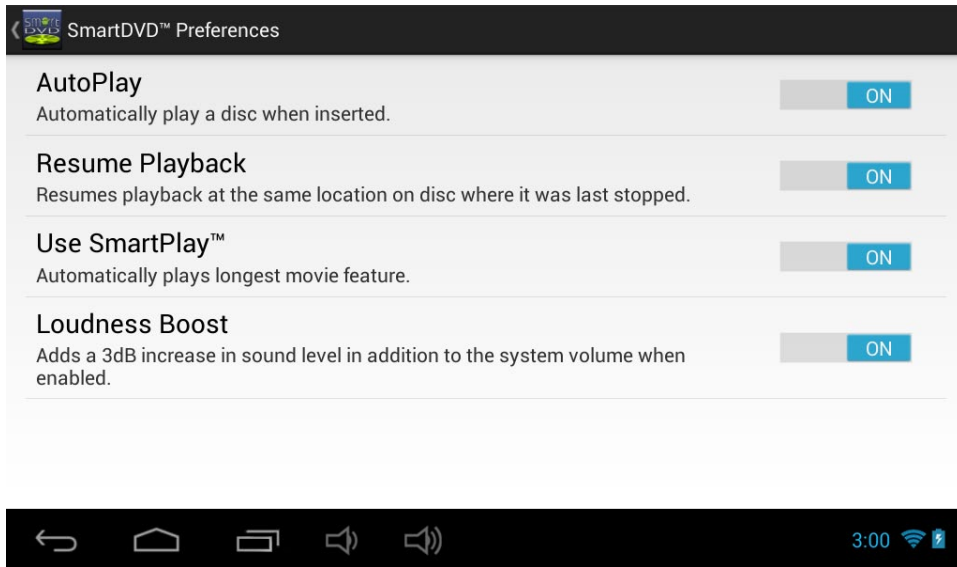 smart
DVD
SmartDVD™ Preferences
AutoPlay
ON
Automatically play a disc when inserted.
Resume Playback
ON
Resumes playback at the same location on disc where it was last stopped.
Use SmartPlay™
ON
Automatically plays longest movie feature.
Loudness Boost
ON
Adds a 3dB increase in sound level in addition to the system volume when
enabled.
3:00